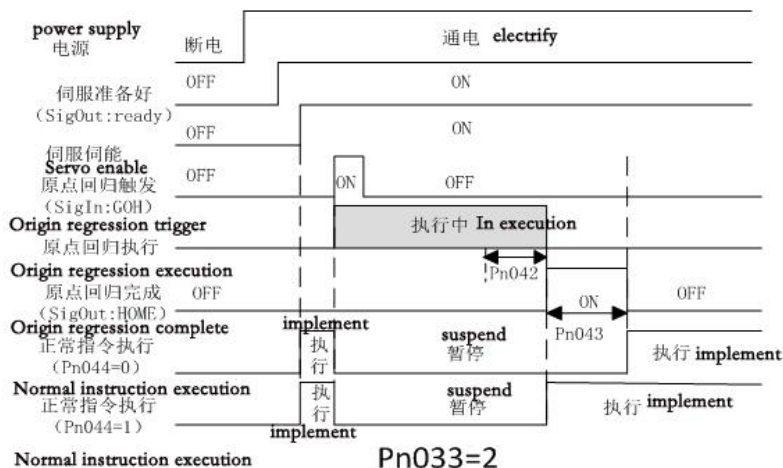 power supply
电源
断电
通电 electrify
OFF
ON
伺服准备好
(SigOut:ready)
OFF
ON
伺服伺能
Servo enable
OFF
ON
OFF
原点回归触发
(SigIn:GOH)
Origin regression trigger
执行中 In execution
原点回归执行
Origin regression execution
Pn042
原点回归完成
OFF
ON
OFF
(SigOut:HOME)
Origin regression complete
implement
suspend
Pn043
正常指令执行
执行
暂停
执行 implement
(Pn044=0)
Normal instruction execution
suspend
正常指令执行
执行
暂停
执行 implement
(Pn044=1)
implement
Normal instruction execution
Pn033=2